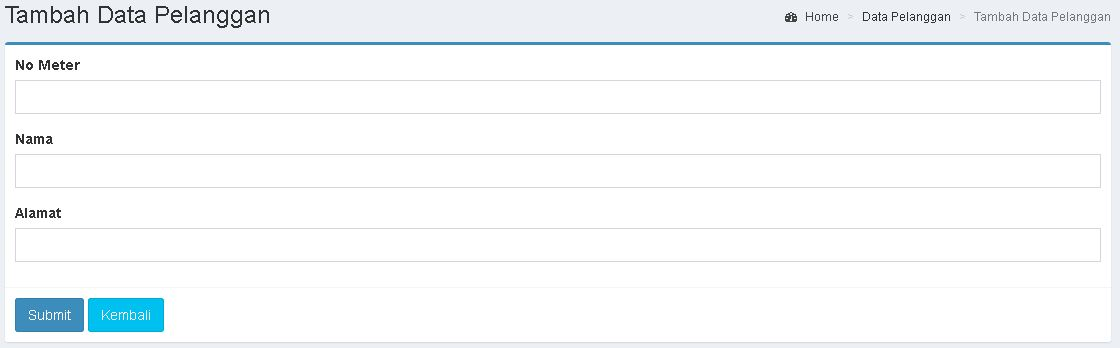 Tambah Data Pelanggan
Home > Data Pelanggan > Tambah Data Pelanggan
No Meter
Nama
Alamat
Submit Kembali